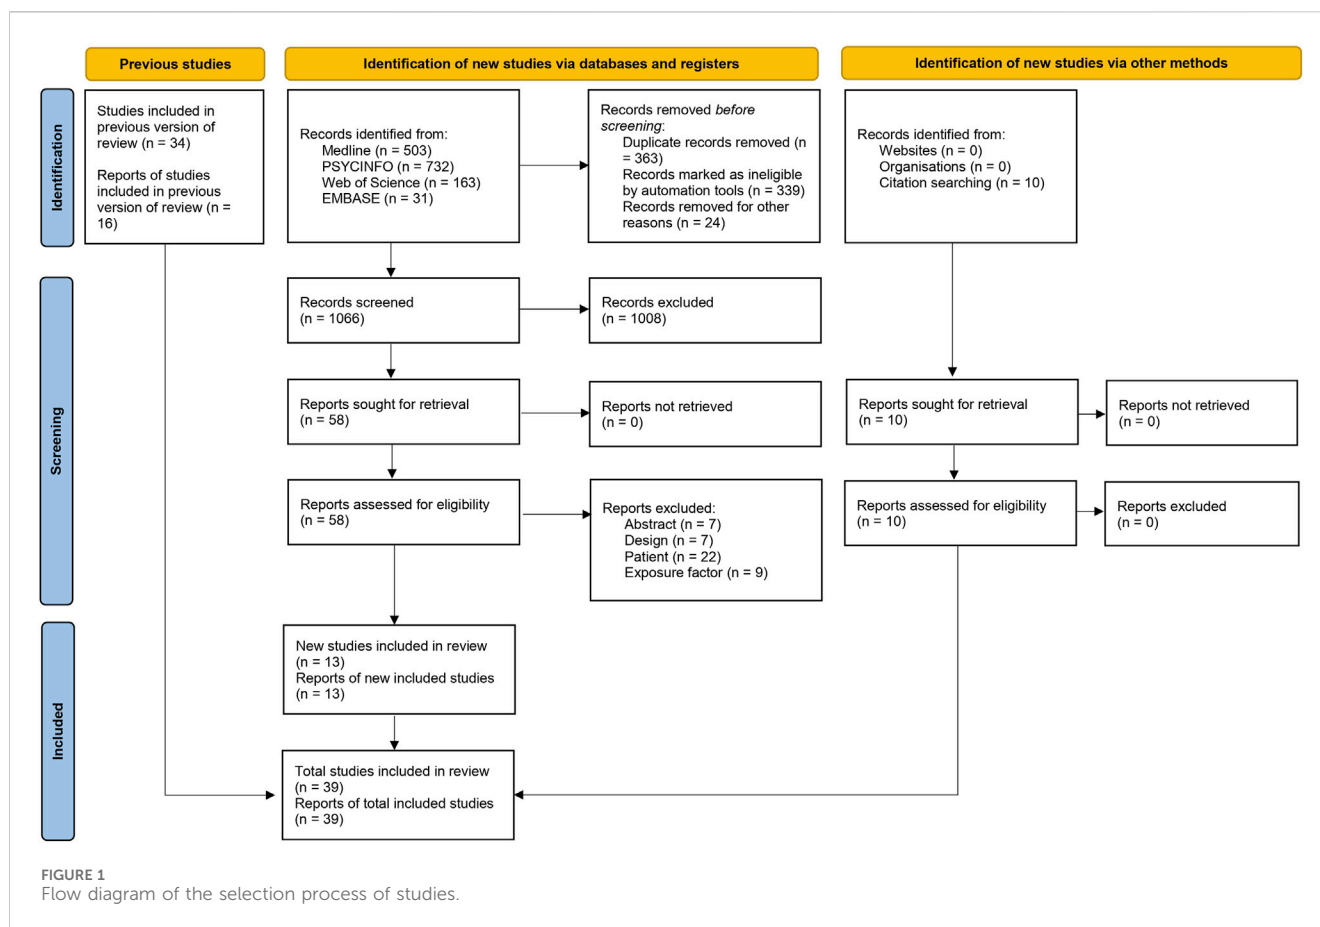 Previous studies
Identification of new studies via databases and registers
Identification of new studies via other methods
Identification
Studies included in
previous version of
review (n = 34)
Reports of studies
included in previous
version of review (n =
16)
Records identified from:
Medline (n = 503)
PSYCINFO (n = 732)
Web of Science (n = 163)
EMBASE (n = 31)
Records removed before
screening:
Duplicate records removed (n
= 363)
Records marked as ineligible
by automation tools (n = 339)
Records removed for other
reasons (n = 24)
Records identified from:
Websites (n = 0)
Organisations (n = 0)
Citation searching (n = 10)
Screening
Records screened
(n = 1066)
Records excluded
(n = 1008)
Reports sought for retrieval
(n = 58)
Reports not retrieved
(n = 0)
Reports sought for retrieval
(n = 10)
Reports not retrieved
(n = 0)
Reports assessed for eligibility
(n = 58)
Reports excluded:
Abstract (n = 7)
Design (n = 7)
Patient (n = 22)
Exposure factor (n = 9)
Reports assessed for eligibility
(n = 10)
Reports excluded
(n = 0)
Included
New studies included in review
(n = 13)
Reports of new included studies
(n = 13)
Total studies included in review
(n = 39)
Reports of total included studies
(n = 39)
FIGURE 1
Flow diagram of the selection process of studies.